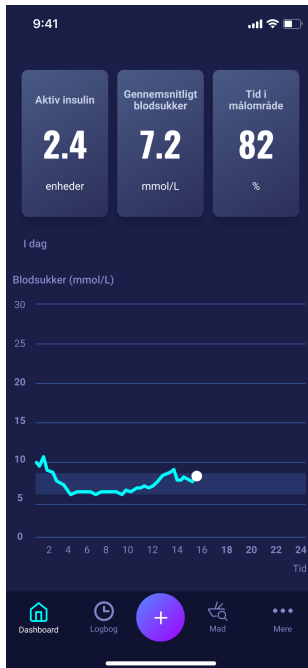 9:41
Aktiv insulin
2.4
enheder
Gennemsnitligt
blodsukker
7.2
mmol/L
Tid i
målområde
82
%
I dag
Blodsukker (mmol/L)
30
25
20
15
10
5
0
2 4 6 8 10 12 14 16 18 20 22 24
Tid
Dashboard
Logbog
+
Mad
Mere